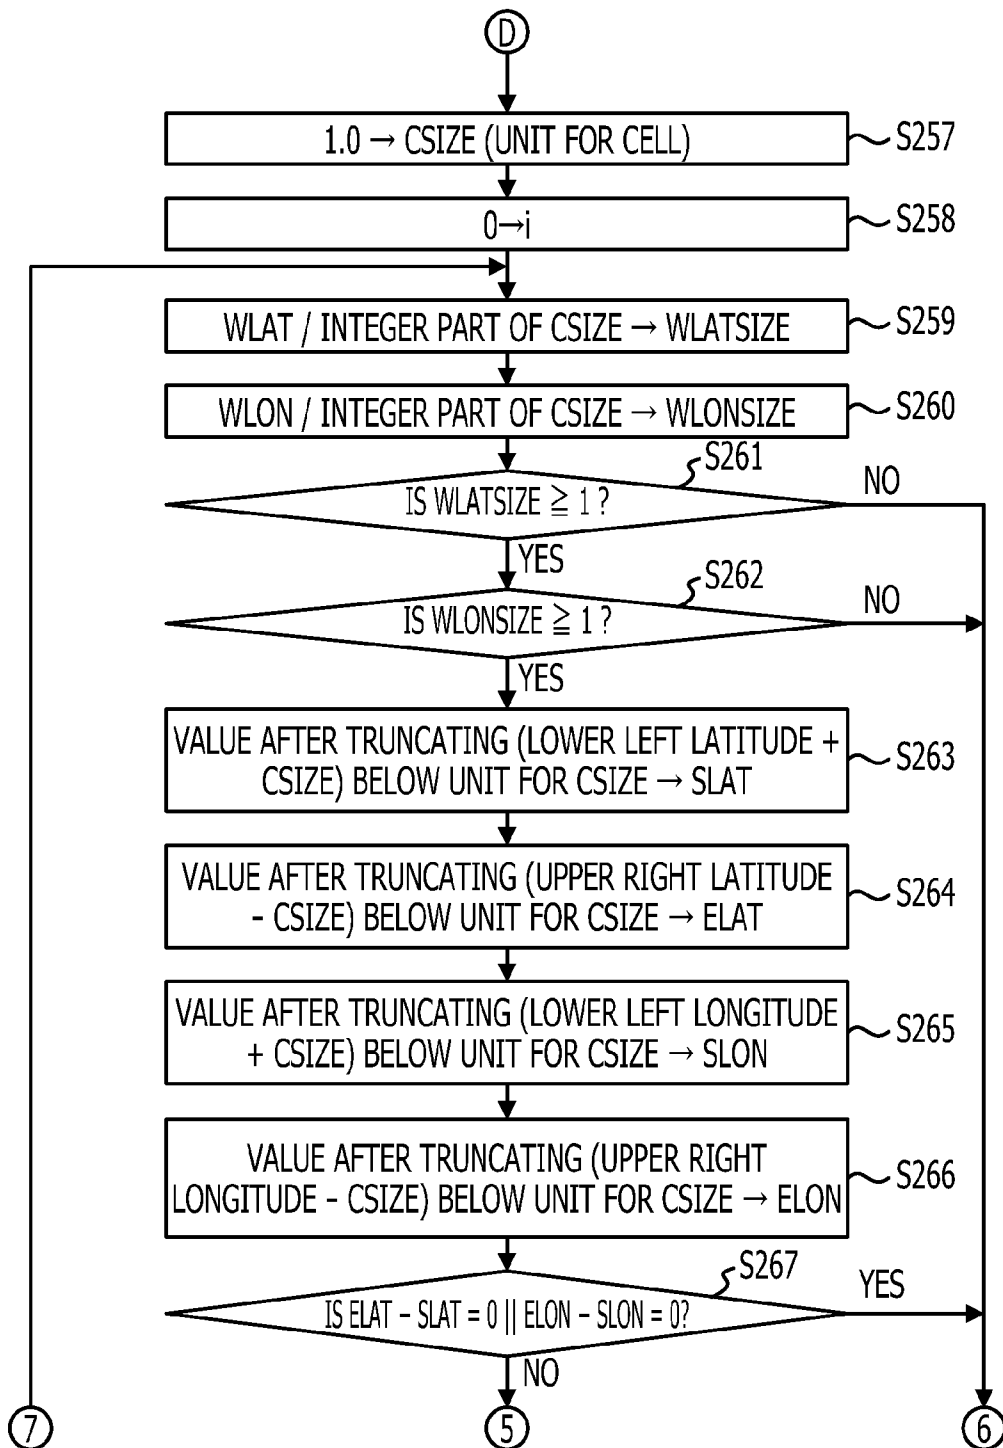 D
1.0 → CSIZE (UNIT FOR CELL)
S257
0→i
S258
WLAT / INTEGER PART OF CSIZE → WLATSIZE
S259
WLON / INTEGER PART OF CSIZE → WLONSIZE
S260
S261
IS WLATSIZE ≧ 1 ?
NO
YES
S262
IS WLONSIZE ≧ 1 ?
NO
YES
VALUE AFTER TRUNCATING (LOWER LEFT LATITUDE +
CSIZE) BELOW UNIT FOR CSIZE → SLAT
S263
VALUE AFTER TRUNCATING (UPPER RIGHT LATITUDE
– CSIZE) BELOW UNIT FOR CSIZE → ELAT
S264
VALUE AFTER TRUNCATING (LOWER LEFT LONGITUDE
+ CSIZE) BELOW UNIT FOR CSIZE → SLON
S265
VALUE AFTER TRUNCATING (UPPER RIGHT
LONGITUDE – CSIZE) BELOW UNIT FOR CSIZE → ELON
S266
S267
IS ELAT – SLAT = 0 || ELON – SLON = 0?
YES
NO
7
5
6